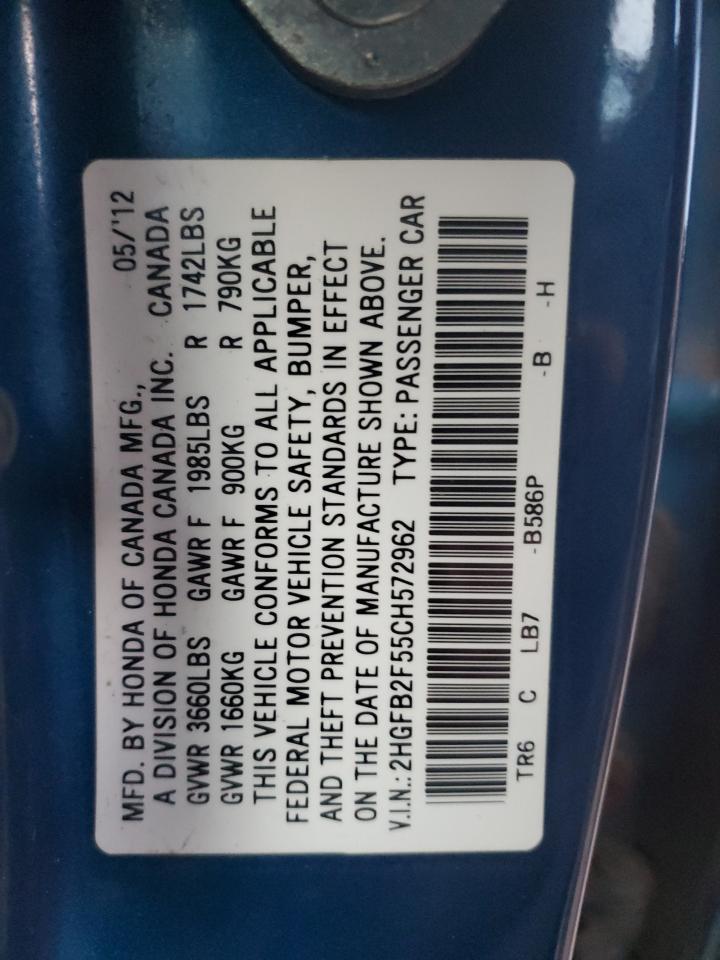 MFD. BY HONDA OF CANADA MFG., 05/'12
A DIVISION OF HONDA CANADA INC. CANADA
GVWR 3660LBS GAWR F 1985LBS R 1742LBS
GVWR 1660KG GAWR F 900KG R 790KG
THIS VEHICLE CONFORMS TO ALL APPLICABLE
FEDERAL MOTOR VEHICLE SAFETY, BUMPER,
AND THEFT PREVENTION STANDARDS IN EFFECT
ON THE DATE OF MANUFACTURE SHOWN ABOVE.
V.I.N.: 2HGFB2F55CH572962 TYPE: PASSENGER CAR
TR6 C LB7 -B586P -B -H